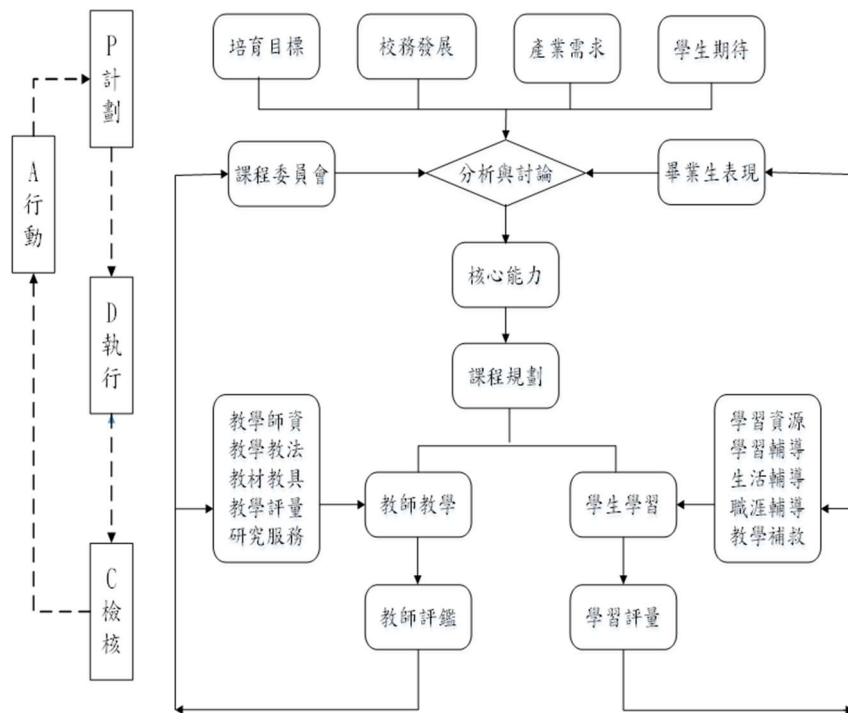 P
計
劃
A
行
動
D
執
行
C
檢
核
培育目標
校務發展
產業需求
學生期待
課程委員會
分析與討論
畢業生表現
核心能力
課程規劃
教學師資
教學教法
教材教具
教學評量
研究服務
教師教學
學生學習
學習資源
學習輔導
生活輔導
職涯輔導
教學補救
教師評鑑
學習評量